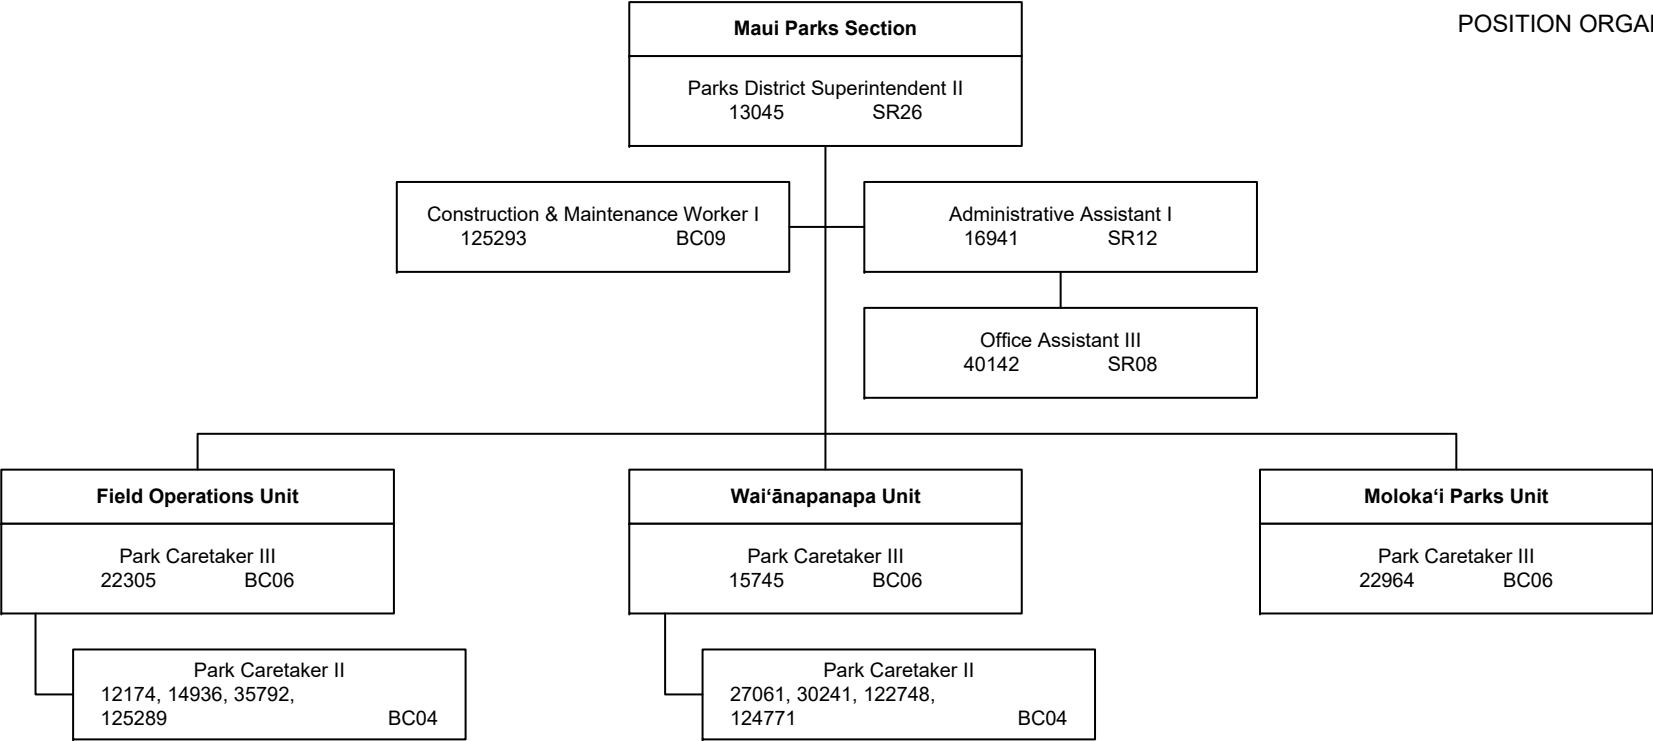 POSITION
Maui Parks Section
Parks District Superintendent II
13045 SR26
Construction & Maintenance Worker I
125293 BC09
Administrative Assistant I
16941 SR12
Office Assistant III
40142 SR08
Field Operations Unit
Park Caretaker III
22305 BC06
Park Caretaker II
12174, 14936, 35792,
125289 BC04
Waiʻānapanapa Unit
Park Caretaker III
15745 BC06
Park Caretaker II
27061, 30241, 122748,
124771 BC04
Molokaʻi Parks Unit
Park Caretaker III
22964 BC06